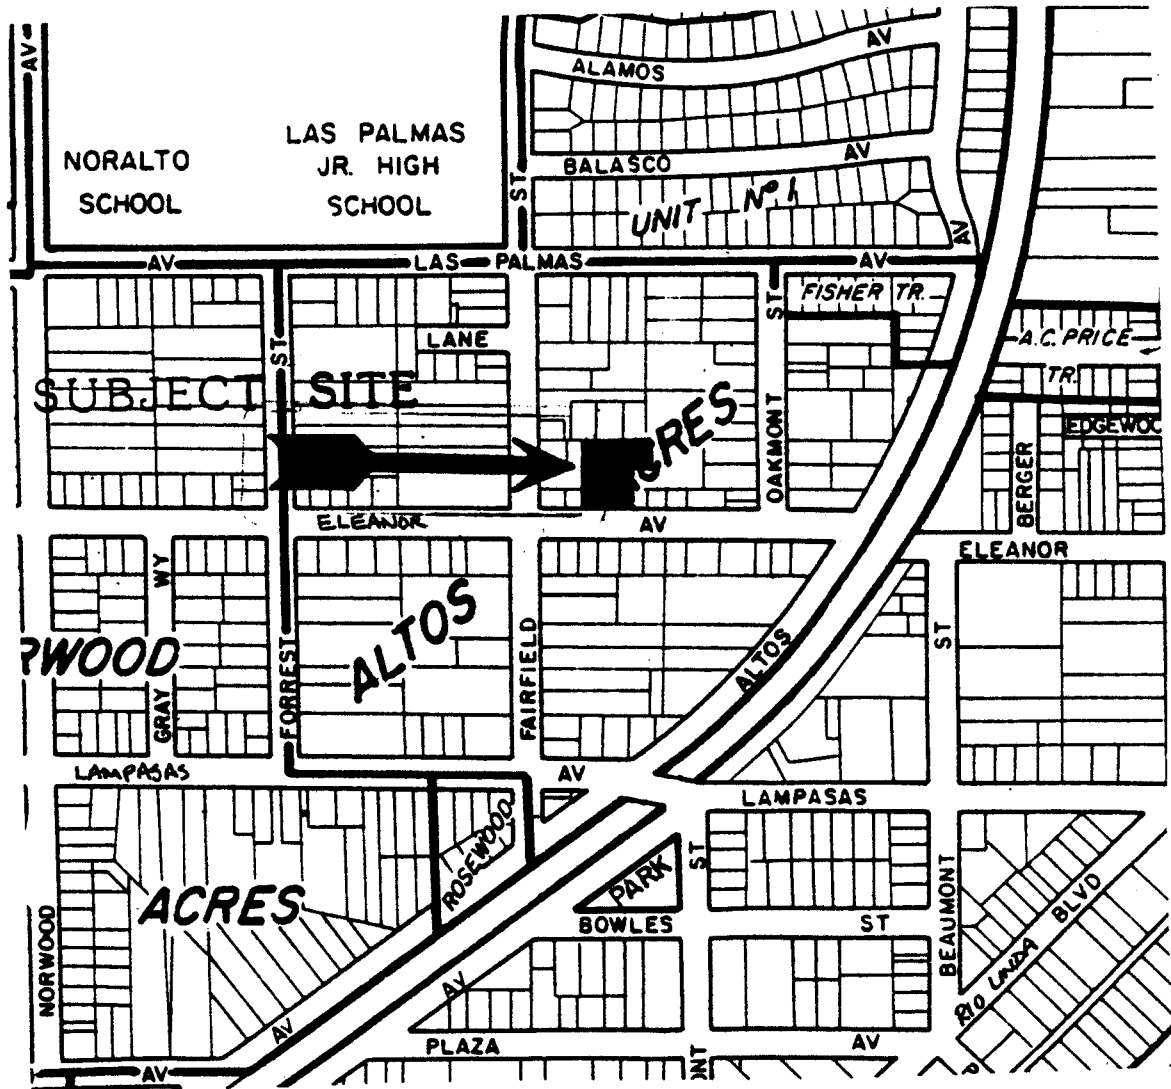 AV
AV
ALAMOS
NORALTO
SCHOOL
LAS PALMAS
JR. HIGH
SCHOOL
ST
BALASCO
AV
UNIT Nº 1
AV
AV
LAS PALMAS
AV
ST
FISHER TR.
ST
LANE
A.C. PRICE
TR.
SUBJECT SITE
ACRES
OAKMONT
EDGEWOO
BERGER
ELEANOR
AV
ELEANOR
WY
GRAY
RWOOD
FORREST
ALTOS
FAIRFIELD
ALTOS
ST
LAMPASAS
AV
LAMPASAS
ROSEWOOD
ST
PARK
ACRES
BOWLES
ST
BEAUMONT
BLVD
RIO LINDA
NORWOOD
AV
AV
PLAZA
AV
NT
AV